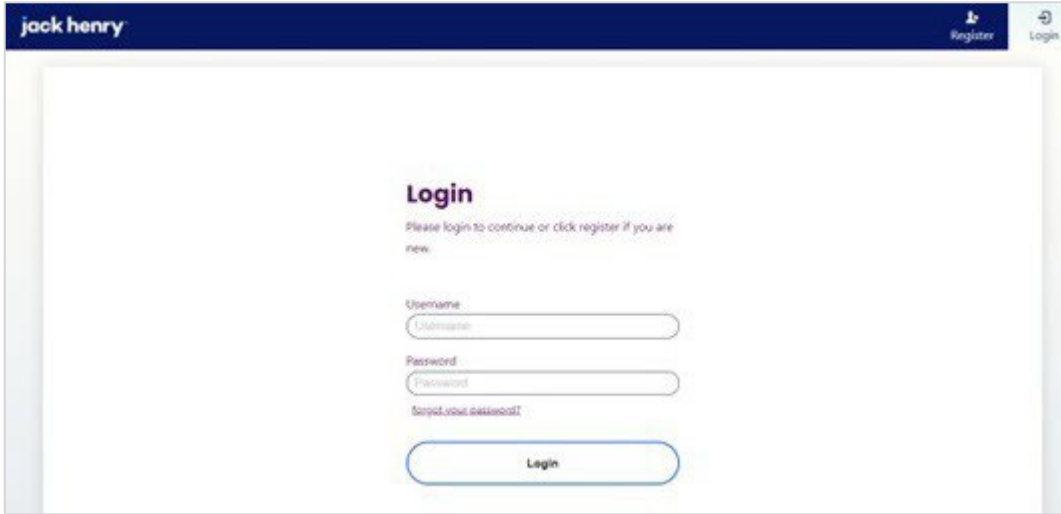 jack henry
Register
Login
Login
Please login to continue or click register if you are
new.
Username
Username
Password
Password
forgot your password?
Login